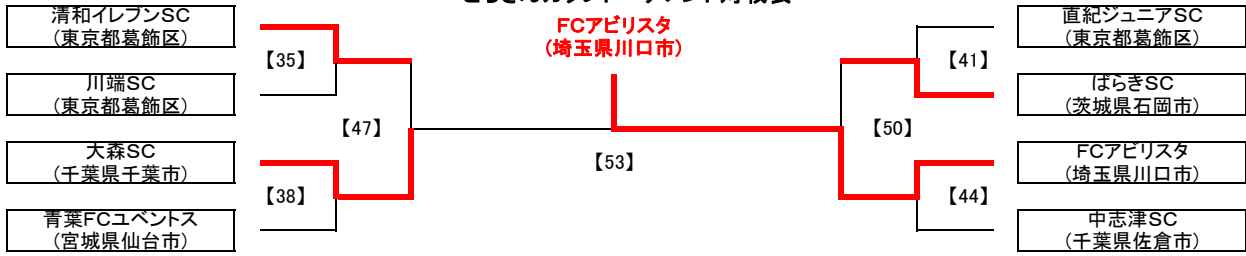 FCアビリスタ
(埼玉県川口市)
清和イレブンSC
(東京都葛飾区)
川端SC
(東京都葛飾区)
大森SC
(千葉県千葉市)
青葉FCユベントス
(宮城県仙台市)
【35】
【38】
【47】
【53】
【50】
【41】
【44】
直紀ジュニアSC
(東京都葛飾区)
ばらきSC
(茨城県石岡市)
FCアビリスタ
(埼玉県川口市)
中志津SC
(千葉県佐倉市)